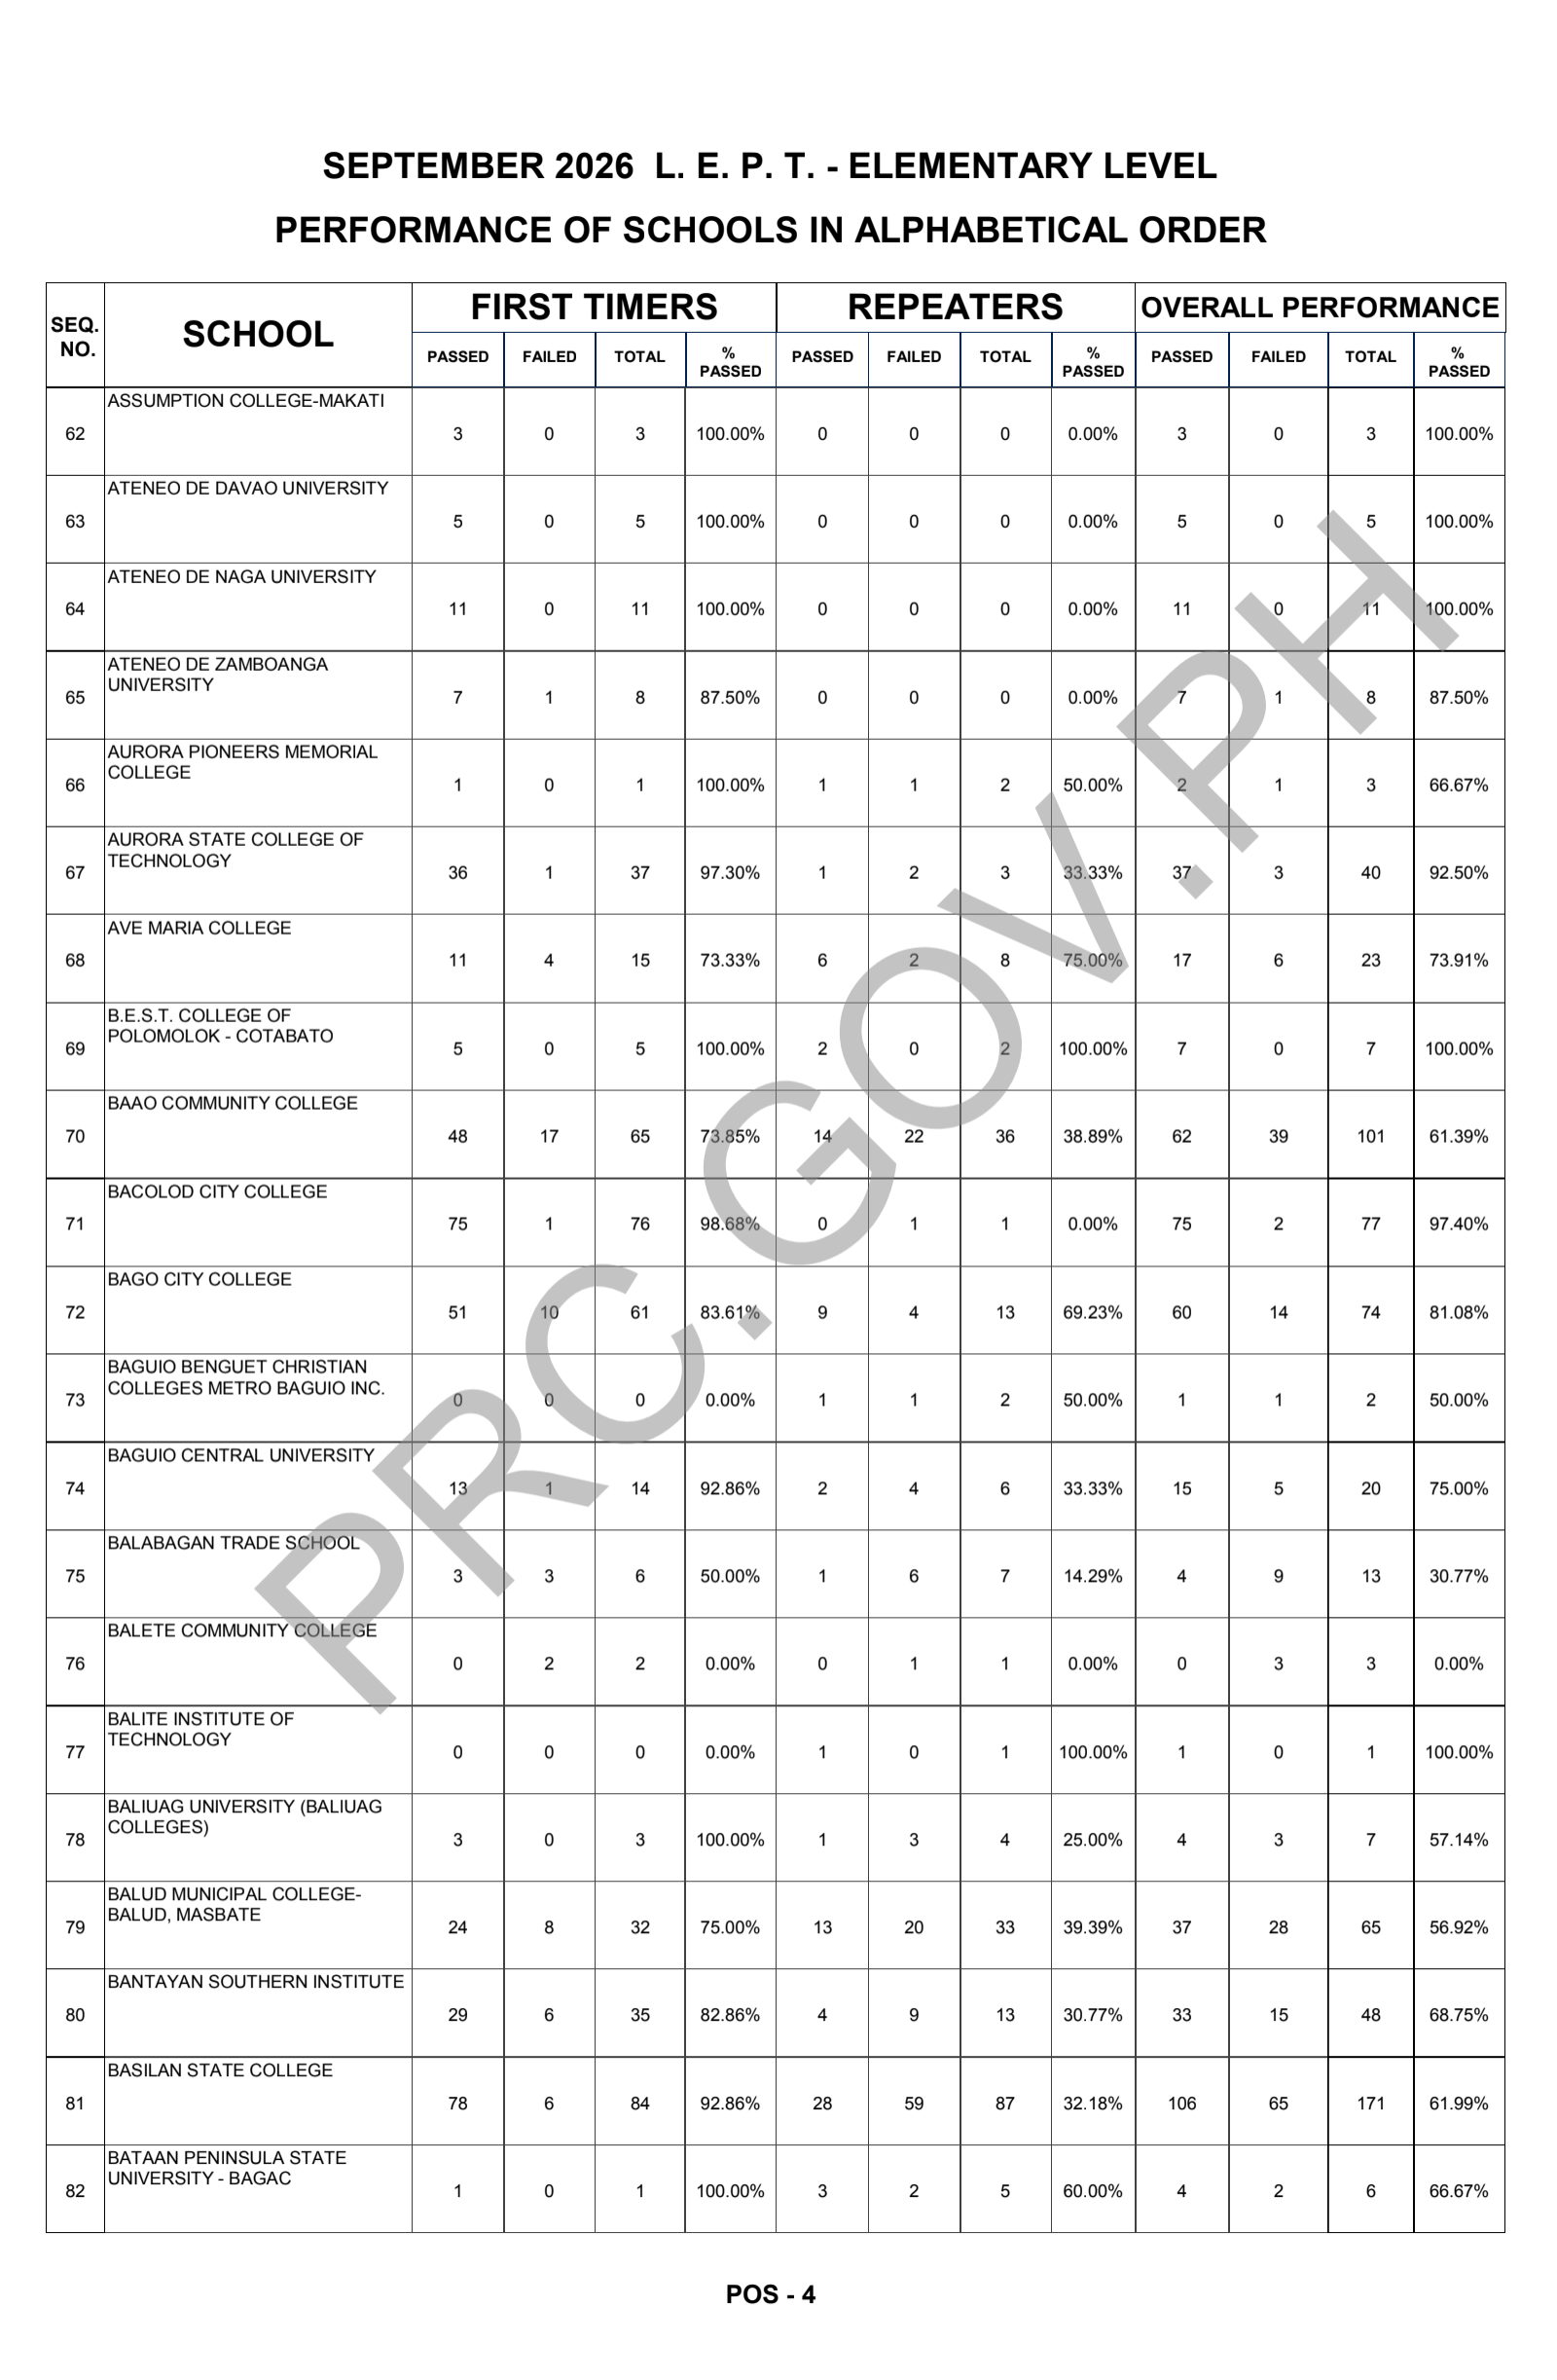 SEPTEMBER 2026 L. E. P. T. - ELEMENTARY LEVEL
PERFORMANCE OF SCHOOLS IN ALPHABETICAL ORDER
SEQ. NO. SCHOOL FIRST TIMERS REPEATERS OVERALL PERFORMANCE
PASSED FAILED TOTAL % PASSED PASSED FAILED TOTAL % PASSED PASSED FAILED TOTAL % PASSED
62 ASSUMPTION COLLEGE-MAKATI 3 0 3 100.00% 0 0 0 0.00% 3 0 3 100.00%
63 ATENEO DE DAVAO UNIVERSITY 5 0 5 100.00% 0 0 0 0.00% 5 0 5 100.00%
64 ATENEO DE NAGA UNIVERSITY 11 0 11 100.00% 0 0 0 0.00% 11 0 11 100.00%
65 ATENEO DE ZAMBOANGA UNIVERSITY 7 1 8 87.50% 0 0 0 0.00% 7 1 8 87.50%
66 AURORA PIONEERS MEMORIAL COLLEGE 1 0 1 100.00% 1 1 2 50.00% 2 1 3 66.67%
67 AURORA STATE COLLEGE OF TECHNOLOGY 36 1 37 97.30% 1 2 3 33.33% 37 3 40 92.50%
68 AVE MARIA COLLEGE 11 4 15 73.33% 6 2 8 75.00% 17 6 23 73.91%
69 B.E.S.T. COLLEGE OF POLOMOLOK - COTABATO 5 0 5 100.00% 2 0 2 100.00% 7 0 7 100.00%
70 BAAO COMMUNITY COLLEGE 48 17 65 73.85% 14 22 36 38.89% 62 39 101 61.39%
71 BACOLOD CITY COLLEGE 75 1 76 98.68% 0 1 1 0.00% 75 2 77 97.40%
72 BAGO CITY COLLEGE 51 10 61 83.61% 9 4 13 69.23% 60 14 74 81.08%
73 BAGUIO BENGUET CHRISTIAN COLLEGES METRO BAGUIO INC. 0 0 0 0.00% 1 1 2 50.00% 1 1 2 50.00%
74 BAGUIO CENTRAL UNIVERSITY 13 1 14 92.86% 2 4 6 33.33% 15 5 20 75.00%
75 BALABAGAN TRADE SCHOOL 3 3 6 50.00% 1 6 7 14.29% 4 9 13 30.77%
76 BALETE COMMUNITY COLLEGE 0 2 2 0.00% 0 1 1 0.00% 0 3 3 0.00%
77 BALITE INSTITUTE OF TECHNOLOGY 0 0 0 0.00% 1 0 1 100.00% 1 0 1 100.00%
78 BALIUAG UNIVERSITY (BALIUAG COLLEGES) 3 0 3 100.00% 1 3 4 25.00% 4 3 7 57.14%
79 BALUD MUNICIPAL COLLEGE-BALUD, MASBATE 24 8 32 75.00% 13 20 33 39.39% 37 28 65 56.92%
80 BANTAYAN SOUTHERN INSTITUTE 29 6 35 82.86% 4 9 13 30.77% 33 15 48 68.75%
81 BASILAN STATE COLLEGE 78 6 84 92.86% 28 59 87 32.18% 106 65 171 61.99%
82 BATAAN PENINSULA STATE UNIVERSITY - BAGAC 1 0 1 100.00% 3 2 5 60.00% 4 2 6 66.67%
PRC.GOV.PH
POS - 4